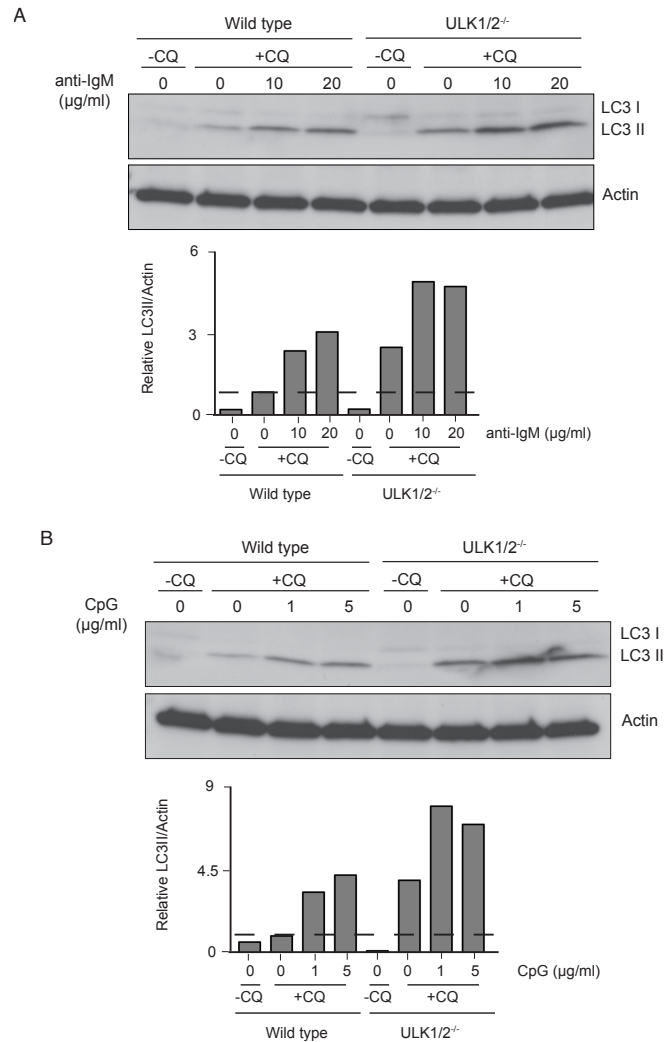 A
Wild type ULK1/2-/-
-CQ +CQ -CQ +CQ
anti-IgM 0 0 10 20 0 0 10 20
(µg/ml)
LC3 I
LC3 II
Actin
6
3
0
Relative LC3II/Actin
0 0 10 20 0 0 10 20 anti-IgM (µg/ml)
-CQ +CQ -CQ +CQ
Wild type ULK1/2-/-
B
Wild type ULK1/2-/-
-CQ +CQ -CQ +CQ
CpG 0 0 1 5 0 0 1 5
(µg/ml)
LC3 I
LC3 II
Actin
9
4.5
0
Relative LC3II/Actin
0 0 1 5 0 0 1 5 CpG (µg/ml)
-CQ +CQ -CQ +CQ
Wild type ULK1/2-/-